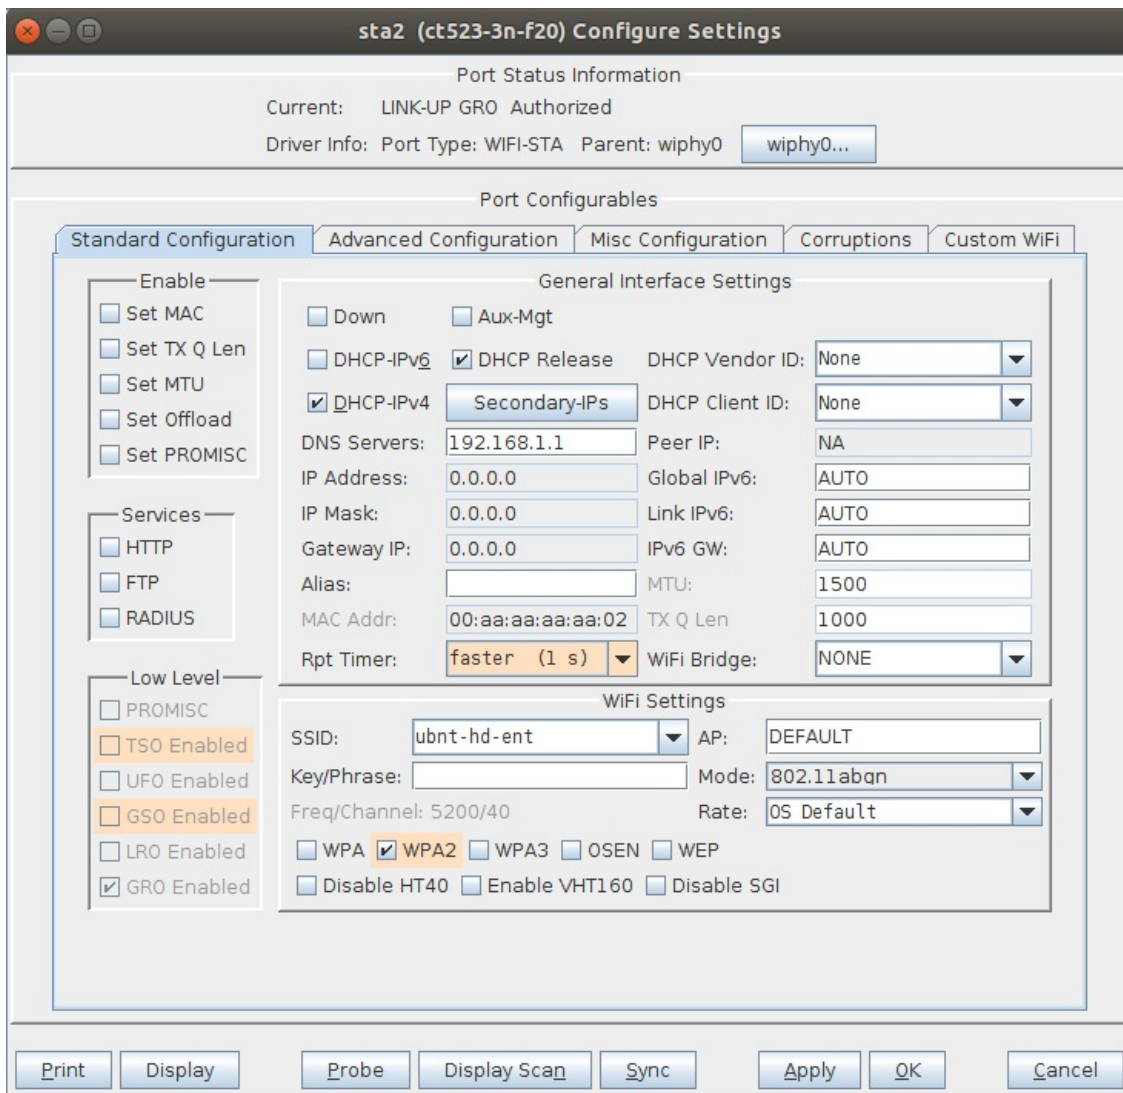 sta2 (ct523-3n-f20) Configure Settings
Port Status Information
Current: LINK-UP GRO Authorized
Driver Info: Port Type: WIFI-STA Parent: wiphy0 wiphy0...
Port Configurables
Standard Configuration Advanced Configuration Misc Configuration Corruptions Custom WiFi
Enable
Set MAC
Set TX Q Len
Set MTU
Set Offload
Set PROMISC
Services
HTTP
FTP
RADIUS
Low Level
PROMISC
TSO Enabled
UFO Enabled
GSO Enabled
LRO Enabled
GRO Enabled
General Interface Settings
Down Aux-Mgt
DHCP-IPv6 DHCP Release DHCP Vendor ID: None
DHCP-IPv4 Secondary-IPs DHCP Client ID: None
DNS Servers: 192.168.1.1 Peer IP: NA
IP Address: 0.0.0.0 Global IPv6: AUTO
IP Mask: 0.0.0.0 Link IPv6: AUTO
Gateway IP: 0.0.0.0 IPv6 GW: AUTO
Alias: MTU: 1500
MAC Addr: 00:aa:aa:aa:aa:02 TX Q Len 1000
Rpt Timer: faster (1 s) WiFi Bridge: NONE
WiFi Settings
SSID: ubnt-hd-ent AP: DEFAULT
Key/Phrase: Mode: 802.11abgn
Freq/Channel: 5200/40 Rate: OS Default
WPA WPA2 WPA3 OSEN WEP
Disable HT40 Enable VHT160 Disable SGI
Print Display Probe Display Scan Sync Apply OK Cancel